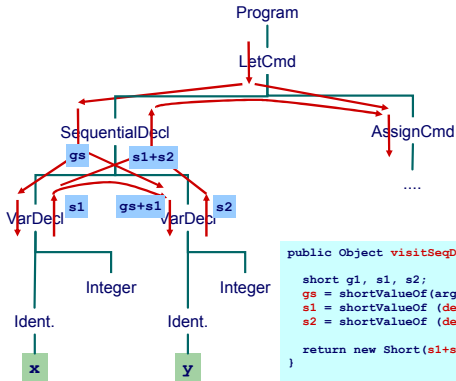 Program
LetCmd
SequentialDecl
AssignCmd
gs
s1+s2
....
VarDecl
s1
gs+s1
VarDecl
s2
Integer
Integer
Ident.
Ident.
x
y
public Object visitSeqD
short g1, s1, s2;
gs = shortValueOf(arg
s1 = shortValueOf (de
s2 = shortValueOf (de
return new Short(s1+s
}